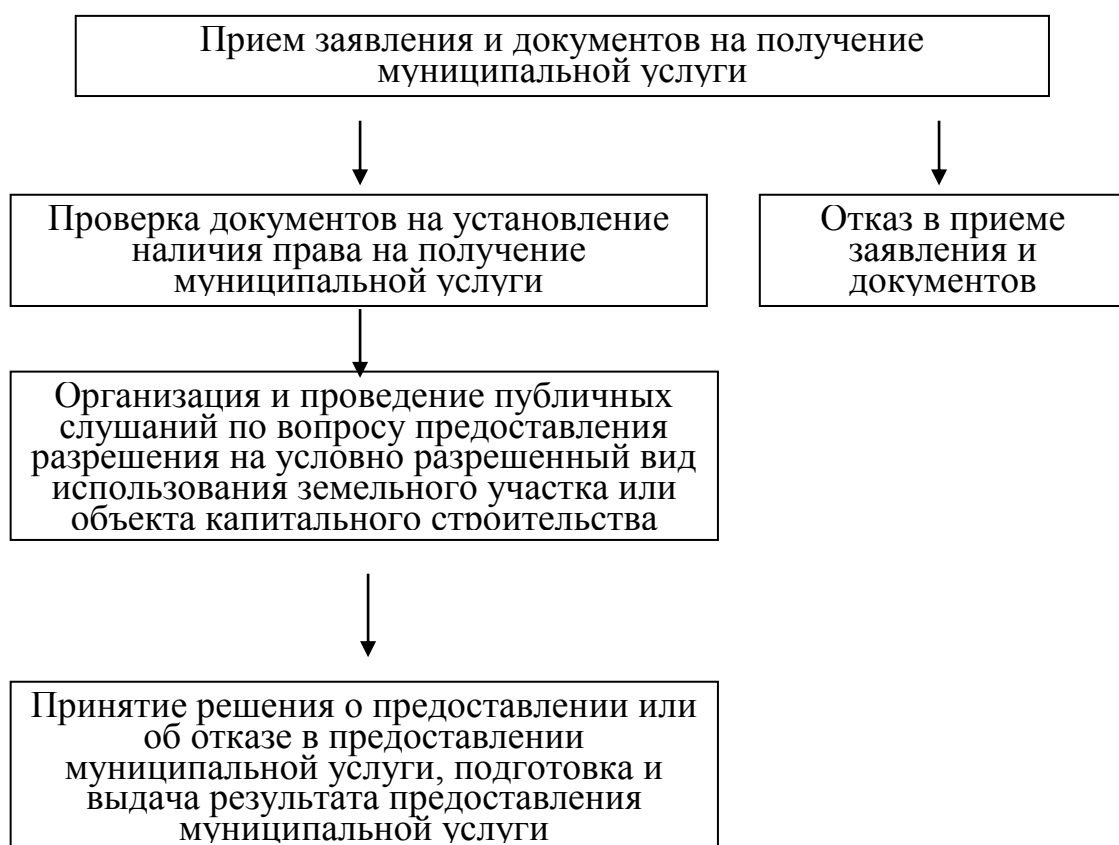 Прием заявления и документов на получение
муниципальной услуги
Проверка документов на установление
наличия права на получение
муниципальной услуги
Отказ в приеме
заявления и
документов
Организация и проведение публичных
слушаний по вопросу предоставления
разрешения на условно разрешенный вид
использования земельного участка или
объекта капитального строительства
Принятие решения о предоставлении или
об отказе в предоставлении
муниципальной услуги, подготовка и
выдача результата предоставления
муниципальной услуги